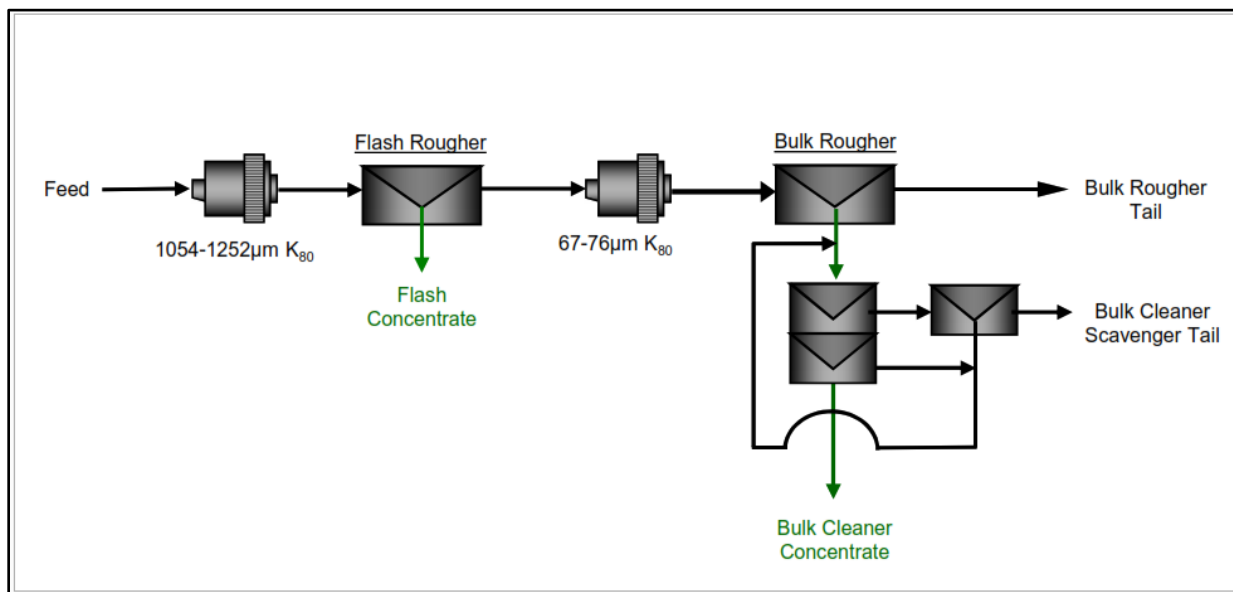 Flash Rougher
Bulk Rougher
Feed
Bulk Rougher
Tail
1054-1252µm K80
67-76µm K80
Flash
Concentrate
Bulk Cleaner
Scavenger Tail
Bulk Cleaner
Concentrate